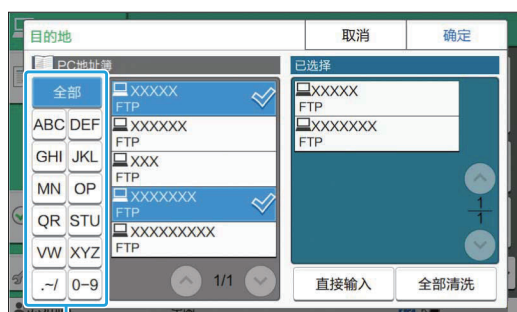 目的地
取消
确定
PC地址簿
已选择
全部
ABC DEF
GHI JKL
MN OP
QR STU
VW XYZ
.~/ 0-9
XXXXX
FTP
XXXXXX
FTP
XXX
FTP
XXXXXXX
FTP
XXXXXXXXX
FTP
1/1
XXXXX
FTP
XXXXXXX
FTP
1
1
直接输入
全部清洗